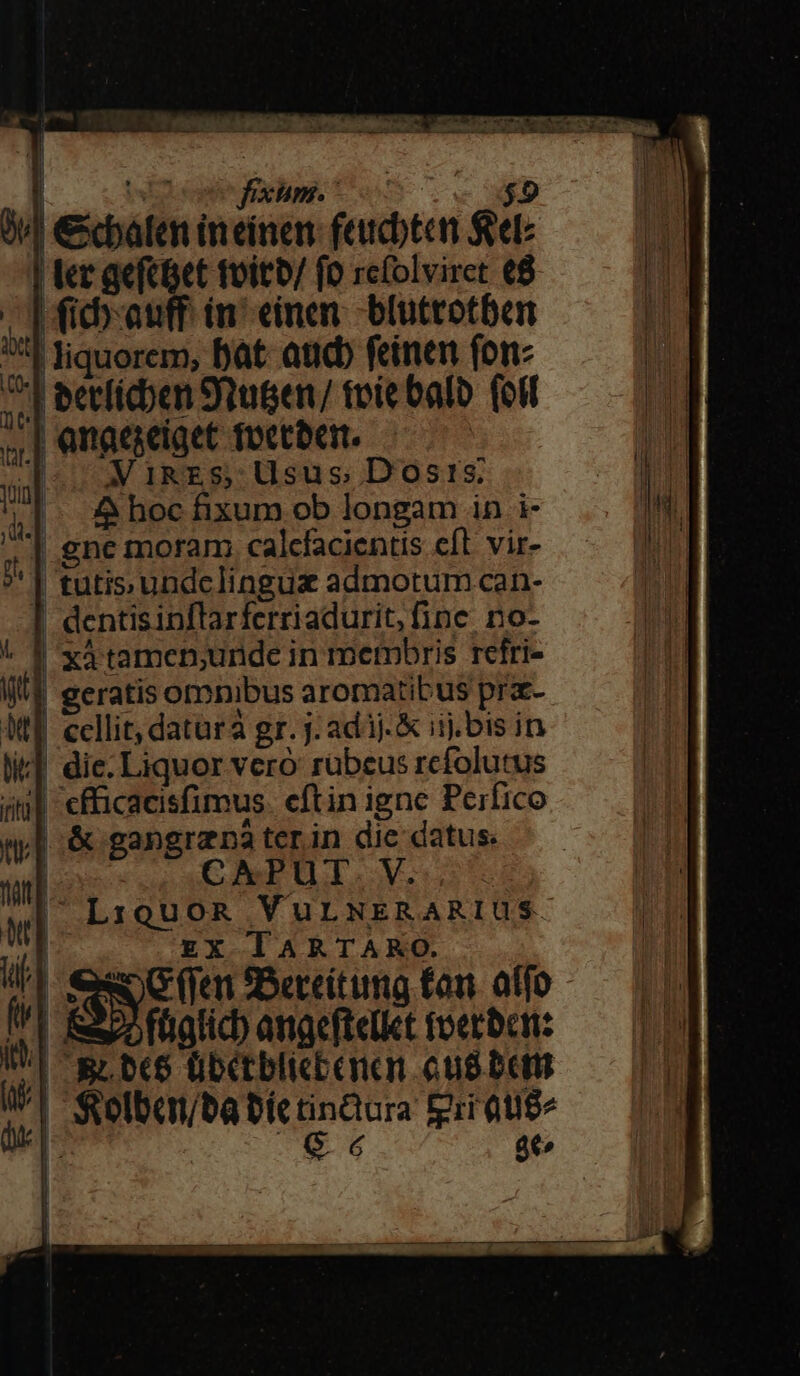 fixum. 59
Schalen in einen feuchten Kel⸗
ler gesetzet wird/ so resolviret es
sich auff in einen blutrothen
liquorem, hat auch seinen son⸗
derlichen Nutzen/ wie bald soll
angezeiget werden.
VIRES, Usus, Dosis.
🜍 hoc fixum ob longam in i-
gne moram calefacientis est vir-
tutis, unde linguæ admotum can-
dentis instar ferri adurit, sine no-
xâ tamen, unde in membris refri-
geratis omnibus aromatibus præ-
cellit, datur à gr. j. ad ij. & iij. bis in
die. Liquor verò rubeus resolutus
efficacissimus est in igne Persico
& gangrænâ ter in die datus.
CAPUT V.
LIQUOR VULNERARIUS
EX TARTARO.
Dessen Bereitung kan also
füglich angestellet werden:
℞. des überbliebenen aus dem
Kolben/ da die tinctura ♁rii aus⸗
E 6 ge⸗